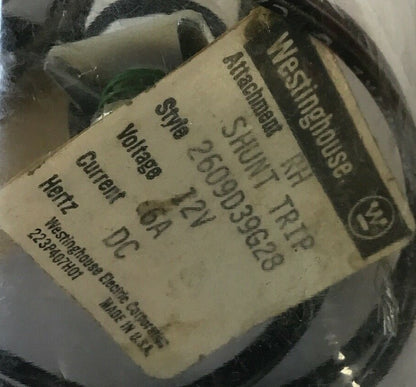 Westinghouse
Attachment RH
SHUNT TRIP
Style 2609D39G28
Voltage 12V
Current .6A
Hertz DC
Westinghouse Electric Corporation
223P407H01 MADE IN U.S.A.